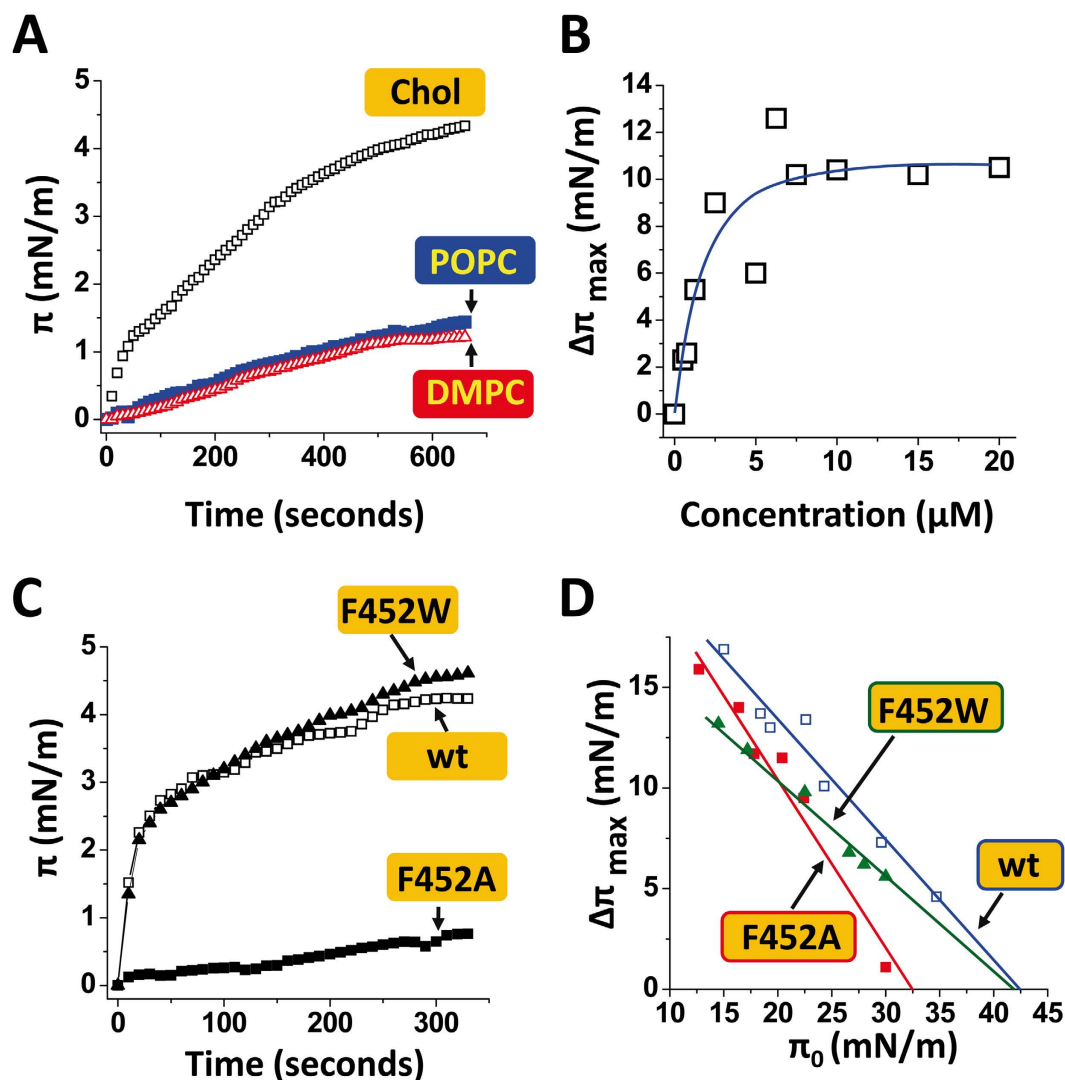 A
5
4
3
2
1
0
π (mN/m)
Chol
POPC
DMPC
0 200 400 600
Time (seconds)
B
14
12
10
8
6
4
2
0
Δπ max (mN/m)
0 5 10 15 20
Concentration (µM)
C
5
4
3
2
1
0
π (mN/m)
F452W
wt
F452A
0 100 200 300
Time (seconds)
D
15
10
5
0
Δπ max (mN/m)
F452W
wt
F452A
10 15 20 25 30 35 40 45
π0 (mN/m)